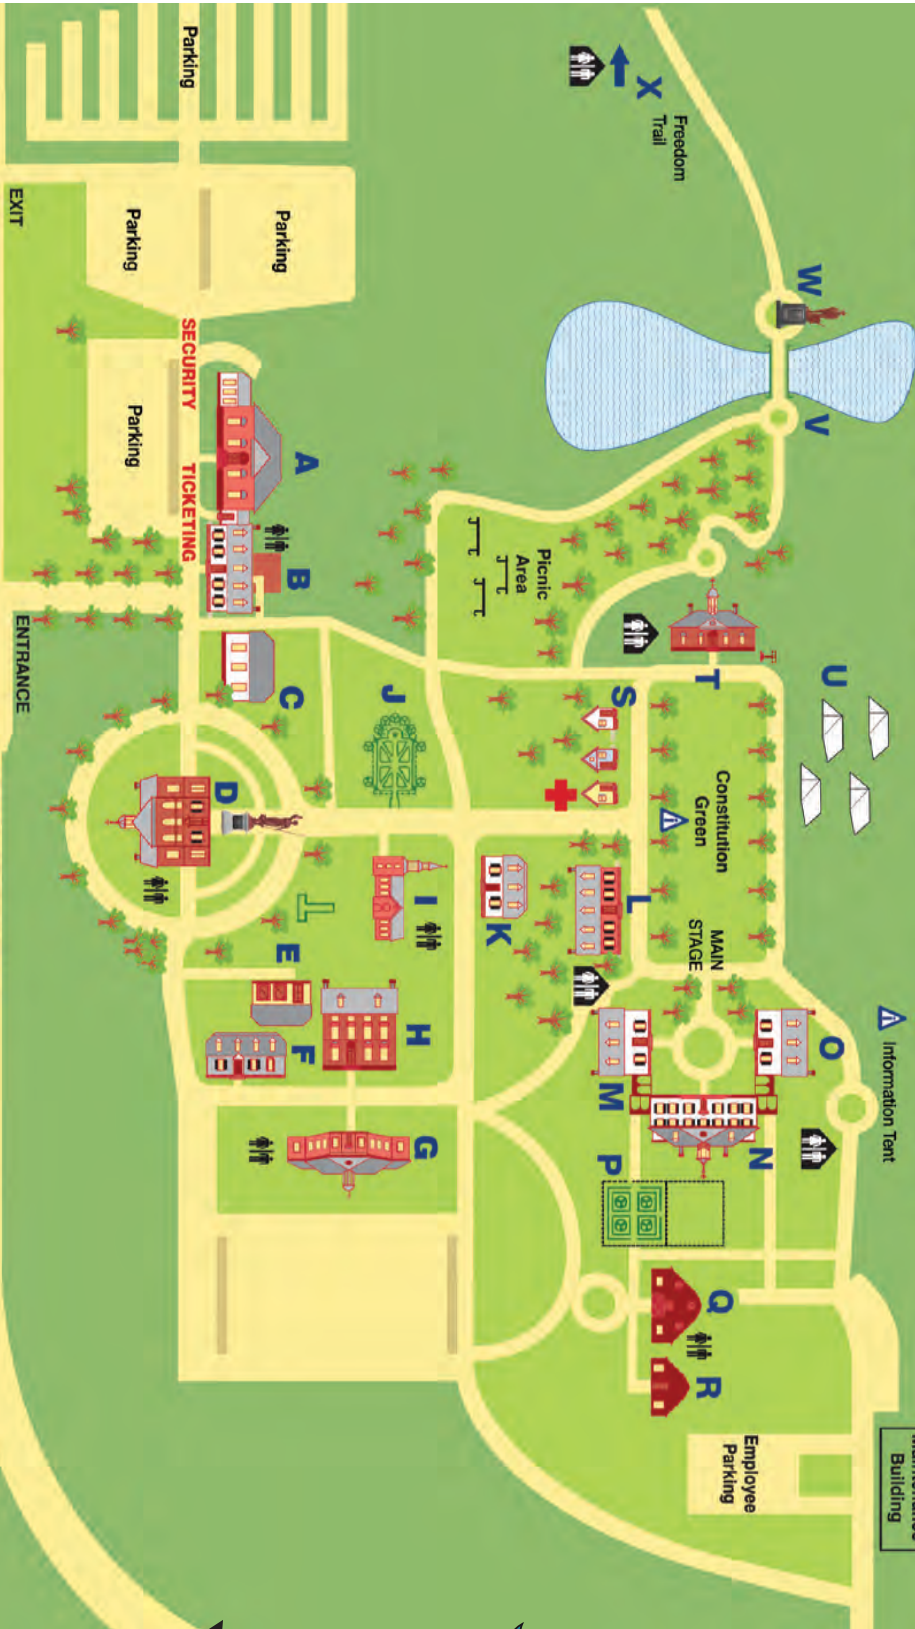 Building
Information Tent
U
O
W
V
MAIN
STAGE
Constitution
Green
N
Employee
Parking
T
Q
R
X
Freedom
Trail
S
L
M
P
Picnic
Area
K
J
I
H
G
A
B
C
E
F
D
Parking
Parking
SECURITY
TICKETING
Parking
Parking
EXIT
ENTRANCE